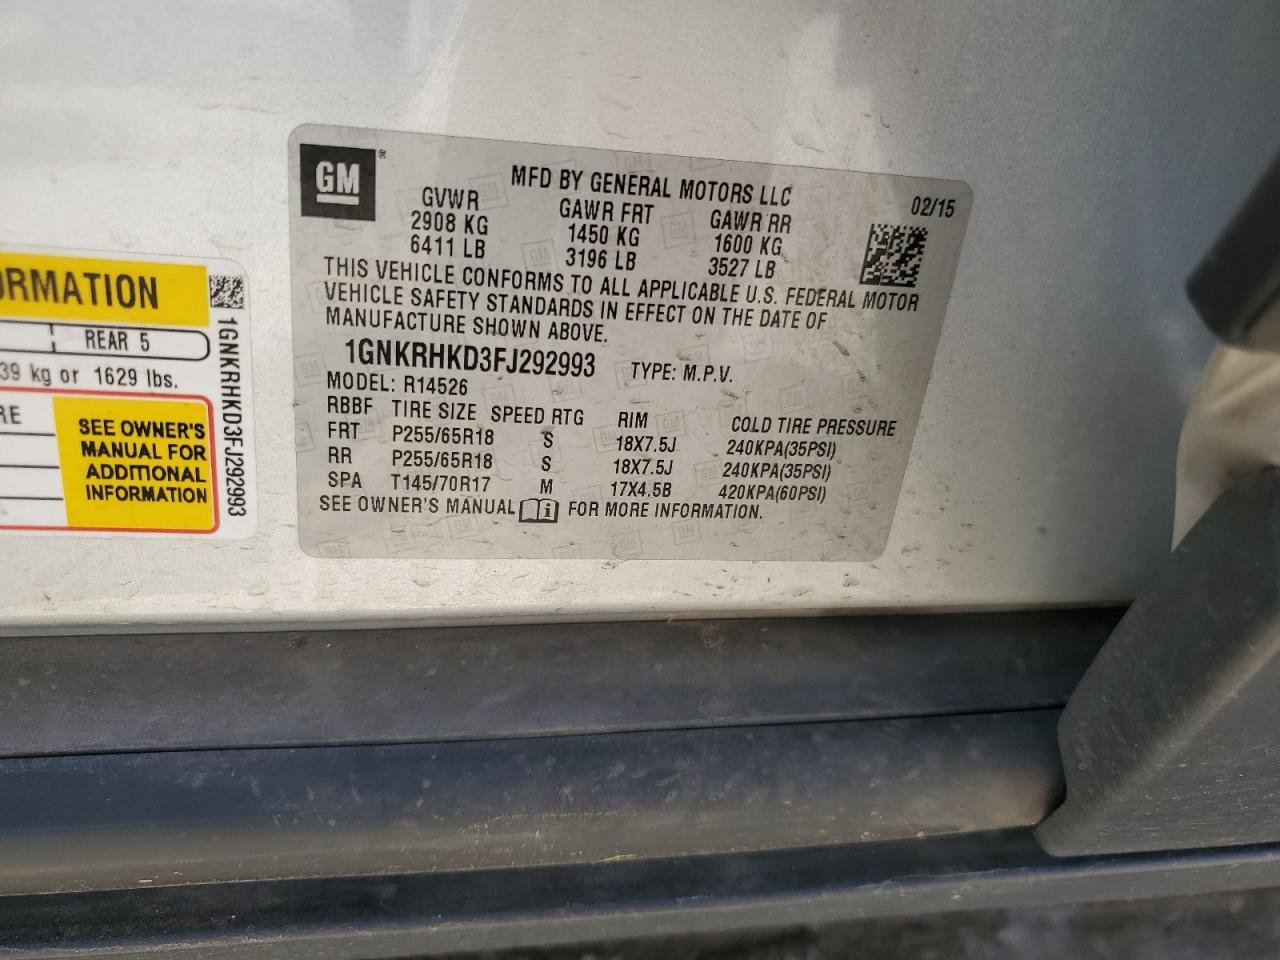 GM ®
MFD BY GENERAL MOTORS LLC
02/15
GVWR GAWR FRT GAWR RR
2908 KG 1450 KG 1600 KG
6411 LB 3196 LB 3527 LB
THIS VEHICLE CONFORMS TO ALL APPLICABLE U.S. FEDERAL MOTOR
VEHICLE SAFETY STANDARDS IN EFFECT ON THE DATE OF
MANUFACTURE SHOWN ABOVE.
1GNKRHKD3FJ292993 TYPE: M.P.V.
MODEL: R14526
RBBF TIRE SIZE SPEED RTG RIM COLD TIRE PRESSURE
FRT P255/65R18 S 18X7.5J 240KPA(35PSI)
RR P255/65R18 S 18X7.5J 240KPA(35PSI)
SPA T145/70R17 M 17X4.5B 420KPA(60PSI)
SEE OWNER'S MANUAL FOR MORE INFORMATION.
ORMATION
REAR 5
39 kg or 1629 lbs.
RE
SEE OWNER'S
MANUAL FOR
ADDITIONAL
INFORMATION
1GNKRHKD3FJ292993